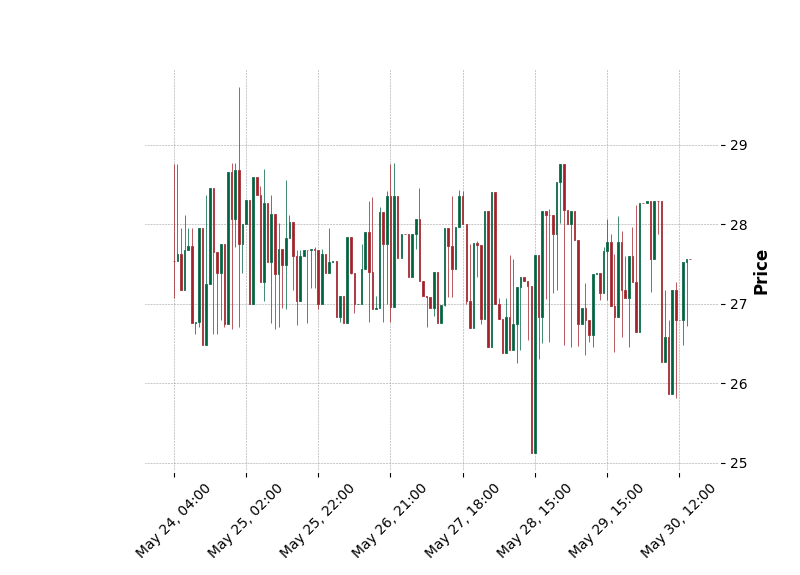 29
28
27
26
25
Price
May 24, 04:00
May 25, 02:00
May 25, 22:00
May 26, 21:00
May 27, 18:00
May 28, 15:00
May 29, 15:00
May 30, 12:00